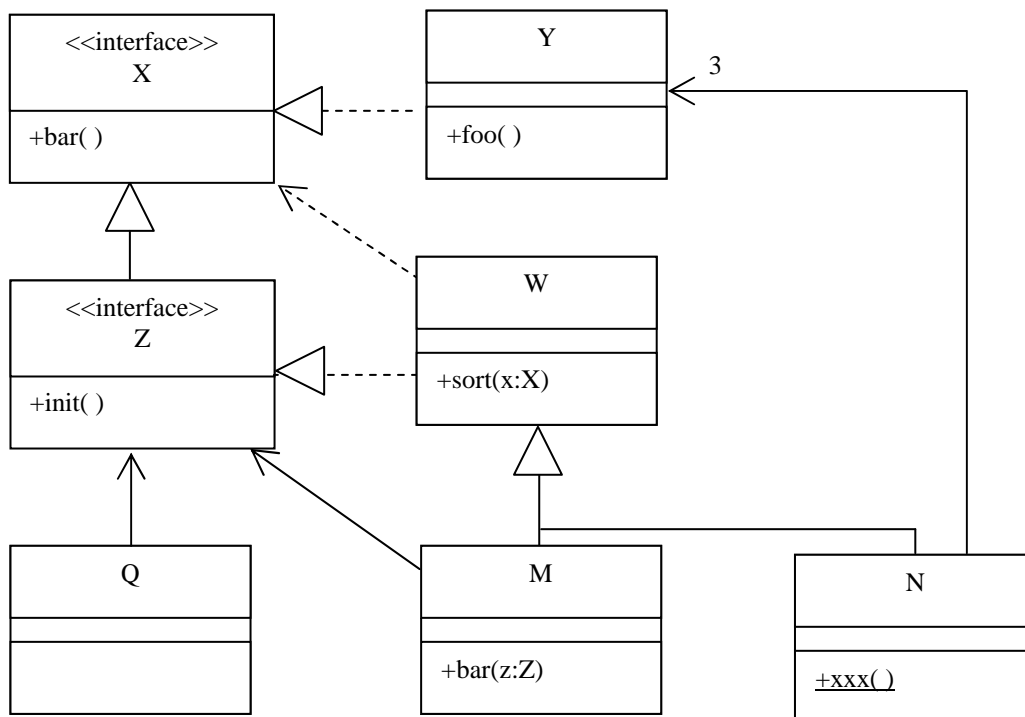 <<interface>>
X
+bar( )
Y
+foo( )
3
<<interface>>
Z
+init( )
W
+sort(x:X)
Q
M
+bar(z:Z)
N
+xxx( )